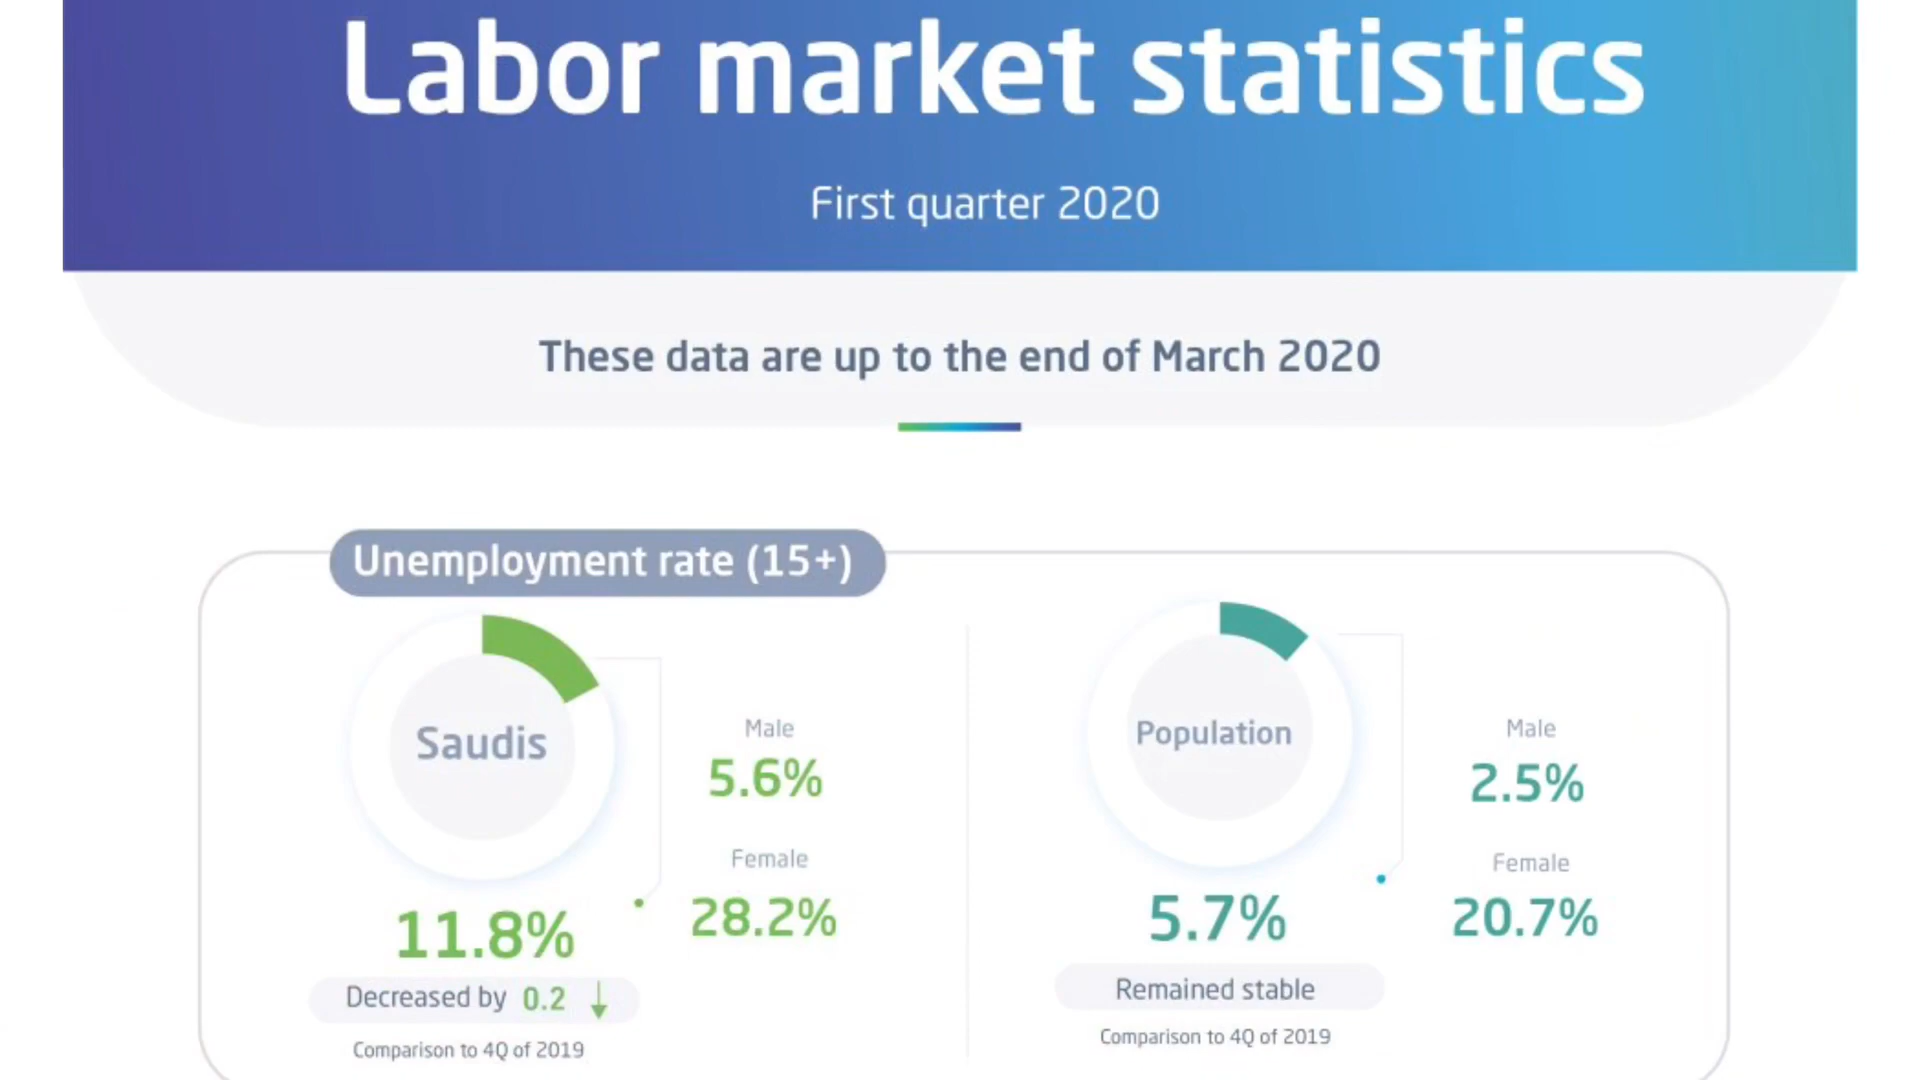 Labor market statistics
First quarter 2020
These data are up to the end of March 2020
Unemployment rate (15+)
Saudis
Male
5.6%
Female
28.2%
11.8%
Decreased by 0.2
Comparison to 4Q of 2019
Population
Male
2.5%
Female
20.7%
5.7%
Remained stable
Comparison to 4Q of 2019